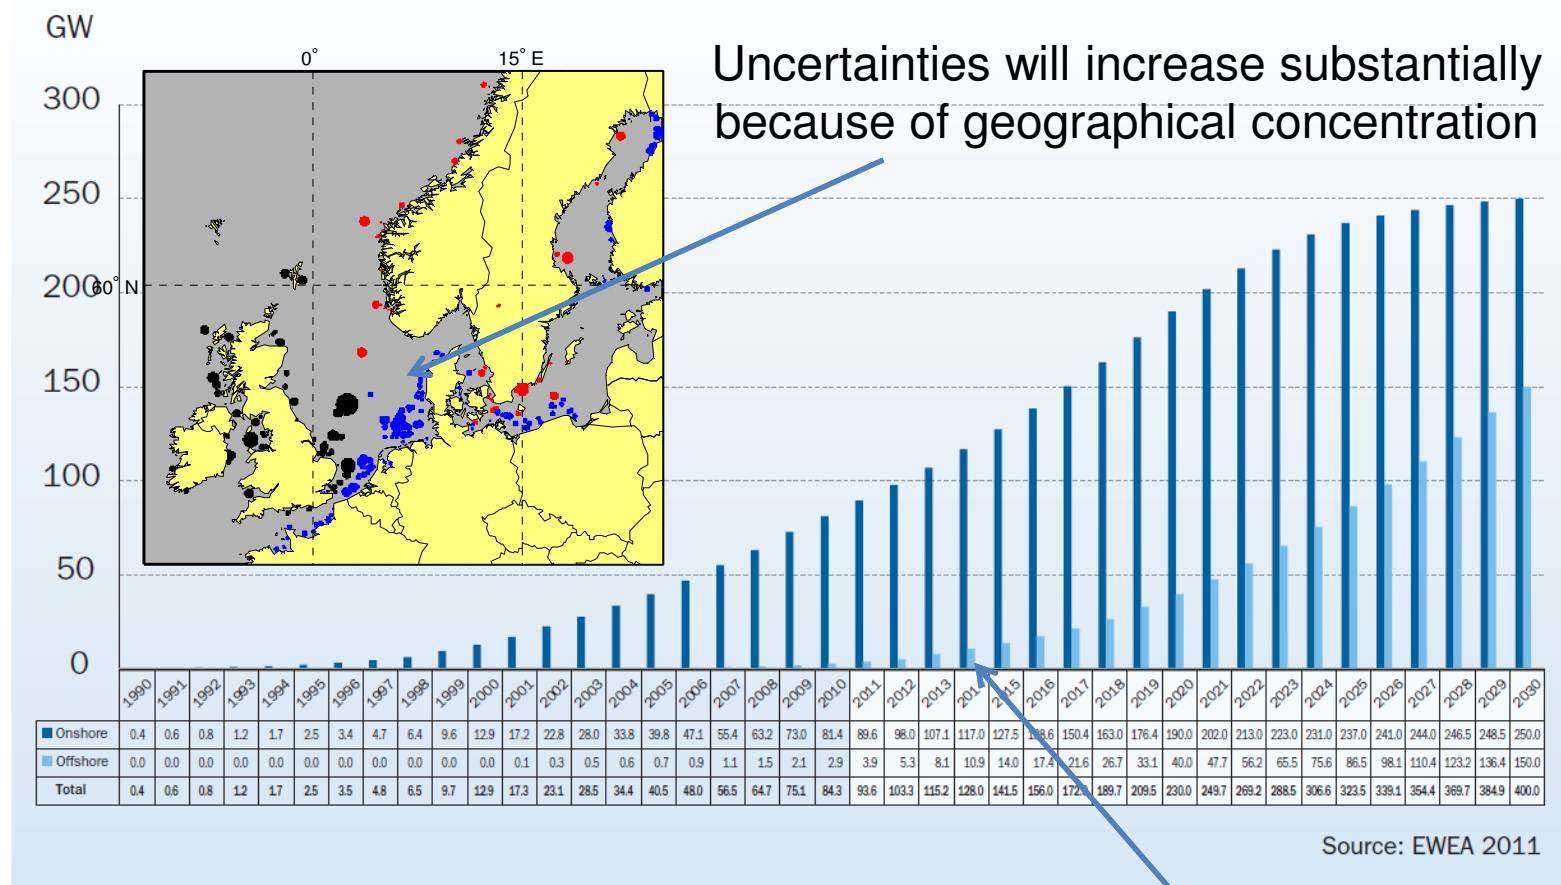 GW
Uncertainties will increase substantially
because of geographical concentration
0° 15° E
60° N
300
250
200
150
100
50
0
1990 1991 1992 1993 1994 1995 1996 1997 1998 1999 2000 2001 2002 2003 2004 2005 2006 2007 2008 2009 2010 2011 2012 2013 2015 2016 2017 2018 2019 2020 2021 2022 2023 2024 2025 2026 2027 2028 2029 2030
Onshore 0.4 0.6 0.8 1.2 1.7 2.5 3.4 4.7 6.4 9.6 12.9 17.2 22.8 28.0 33.8 39.8 47.1 55.4 63.2 73.0 81.4 89.6 98.0 107.1 117.0 127.5 138.6 150.4 163.0 176.4 190.0 202.0 213.0 223.0 231.0 237.0 241.0 244.0 246.5 248.5 250.0
Offshore 0.0 0.0 0.0 0.0 0.0 0.0 0.0 0.0 0.0 0.0 0.0 0.1 0.3 0.5 0.6 0.7 0.9 1.1 1.5 2.1 2.9 3.9 5.3 8.1 10.9 14.0 17.4 21.6 26.7 33.1 40.0 47.7 56.2 65.5 75.6 86.5 98.1 110.4 123.2 136.4 150.0
Total 0.4 0.6 0.8 1.2 1.7 2.5 3.5 4.8 6.5 9.7 12.9 17.3 23.1 28.5 34.4 40.5 48.0 56.5 64.7 75.1 84.3 93.6 103.3 115.2 128.0 141.5 156.0 189.7 209.5 230.0 249.7 269.2 288.5 306.6 323.5 339.1 354.4 369.7 384.9 400.0
Source: EWEA 2011